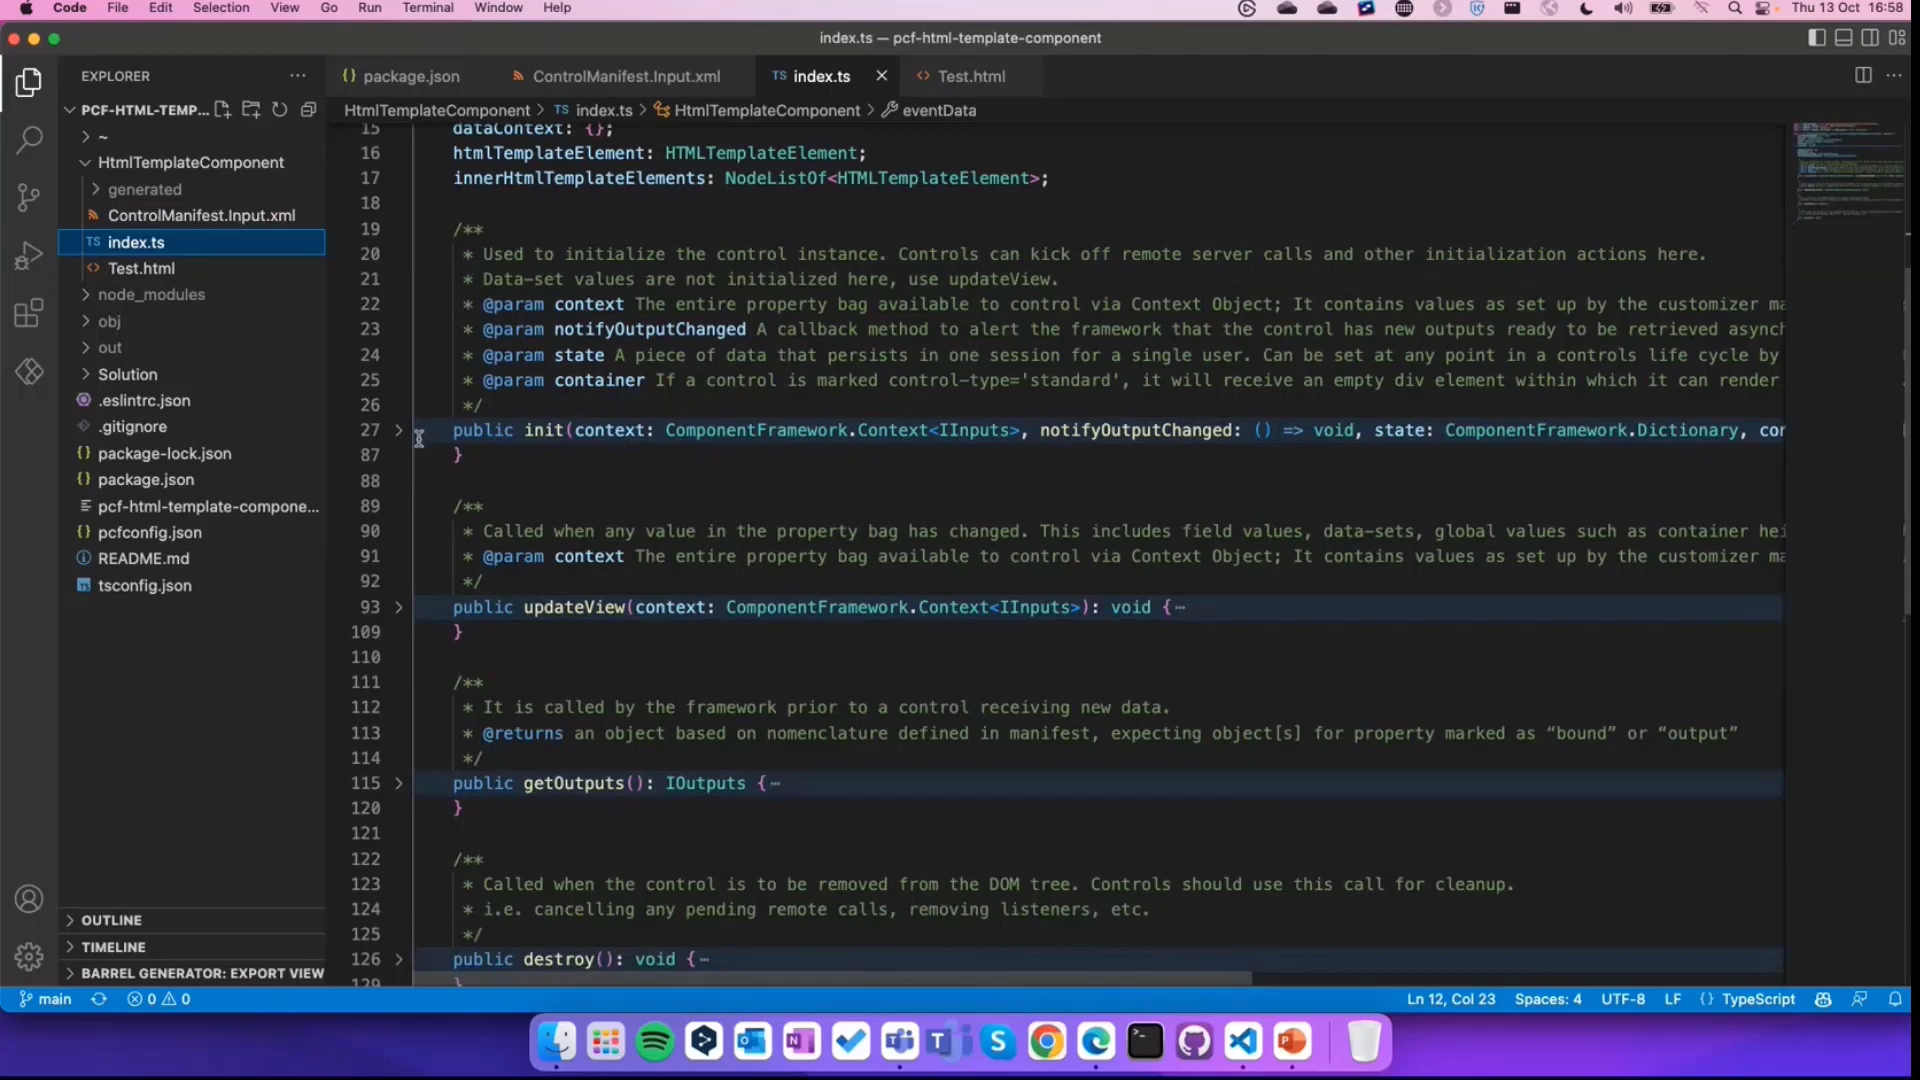 Code File Edit Selection View Go Run Terminal Window Help Thu 13 Oct 16:58
index.ts — pcf-html-template-component
EXPLORER
package.json
ControlManifest.Input.xml
TS index.ts
Test.html
PCF-HTML-TEMP...
HtmlTemplateComponent > TS index.ts > HtmlTemplateComponent > eventData
~
HtmlTemplateComponent
generated
ControlManifest.Input.xml
TS index.ts
Test.html
node_modules
obj
out
Solution
.eslintrc.json
.gitignore
package-lock.json
package.json
pcf-html-template-compone...
pcfconfig.json
README.md
tsconfig.json
OUTLINE
TIMELINE
BARREL GENERATOR: EXPORT VIEW
15 dataContext: {};
16 htmlTemplateElement: HTMLTemplateElement;
17 innerHtmlTemplateElements: NodeListOf<HTMLTemplateElement>;
18
19 /**
20 * Used to initialize the control instance. Controls can kick off remote server calls and other initialization actions here.
21 * Data-set values are not initialized here, use updateView.
22 * @param context The entire property bag available to control via Context Object; It contains values as set up by the customizer ma
23 * @param notifyOutputChanged A callback method to alert the framework that the control has new outputs ready to be retrieved asynch
24 * @param state A piece of data that persists in one session for a single user. Can be set at any point in a controls life cycle by
25 * @param container If a control is marked control-type='standard', it will receive an empty div element within which it can render
26 */
27 public init(context: ComponentFramework.Context<IInputs>, notifyOutputChanged: () => void, state: ComponentFramework.Dictionary, con
87 }
88
89 /**
90 * Called when any value in the property bag has changed. This includes field values, data-sets, global values such as container hei
91 * @param context The entire property bag available to control via Context Object; It contains values as set up by the customizer ma
92 */
93 public updateView(context: ComponentFramework.Context<IInputs>): void {⋯
109 }
110
111 /**
112 * It is called by the framework prior to a control receiving new data.
113 * @returns an object based on nomenclature defined in manifest, expecting object[s] for property marked as “bound” or “output”
114 */
115 public getOutputs(): IOutputs {⋯
120 }
121
122 /**
123 * Called when the control is to be removed from the DOM tree. Controls should use this call for cleanup.
124 * i.e. cancelling any pending remote calls, removing listeners, etc.
125 */
126 public destroy(): void {⋯
129 }
main 0 0 Ln 12, Col 23 Spaces: 4 UTF-8 LF {} TypeScript